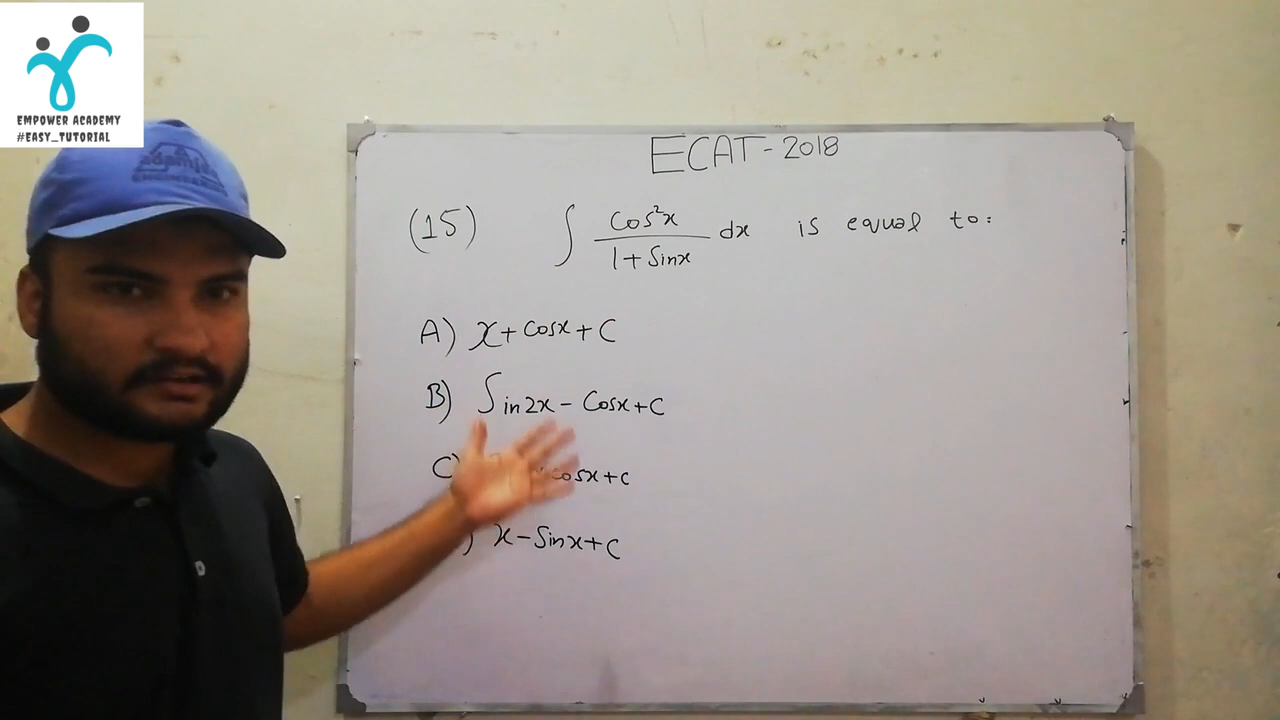 EMPOWER ACADEMY
#EASY_TUTORIAL
ECAT-2018
(15) ∫ Cos²x / 1 + Sinx dx is equal to:
A) x + Cosx + C
B) Sin2x - Cosx + C
C) cosx + c
) x - Sinx + C